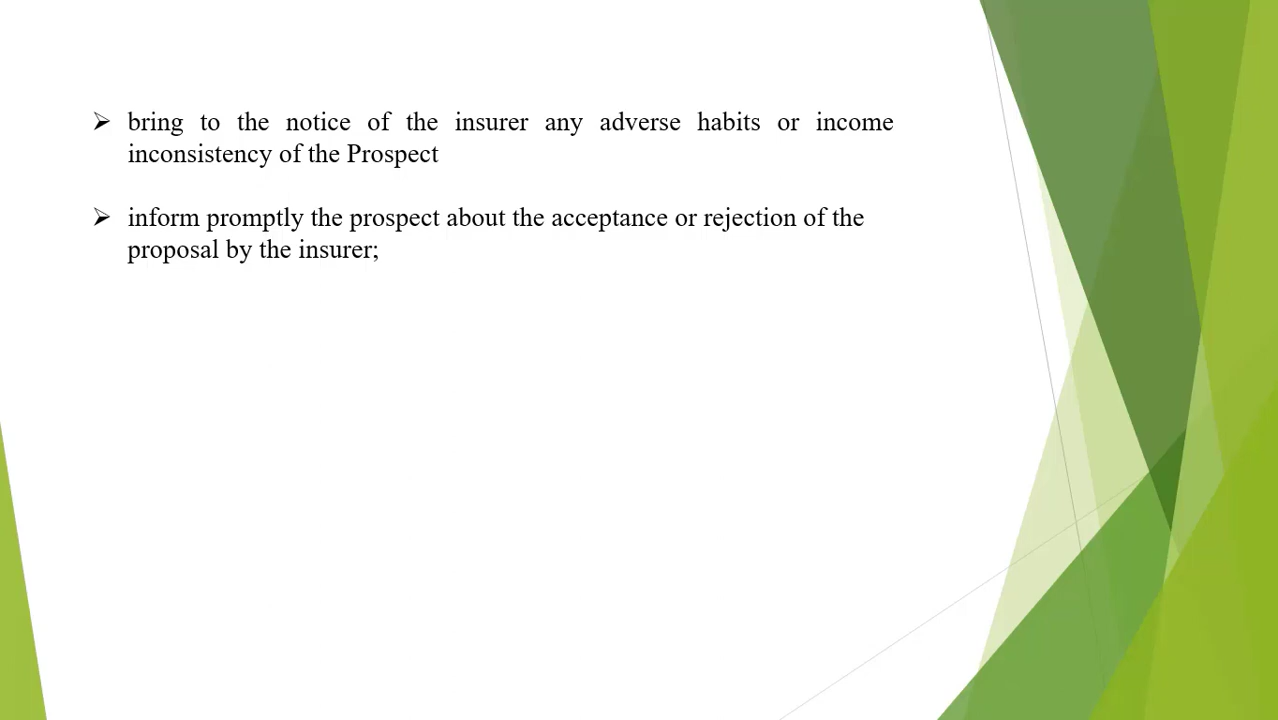 ➢ bring to the notice of the insurer any adverse habits or income
inconsistency of the Prospect
➢ inform promptly the prospect about the acceptance or rejection of the
proposal by the insurer;